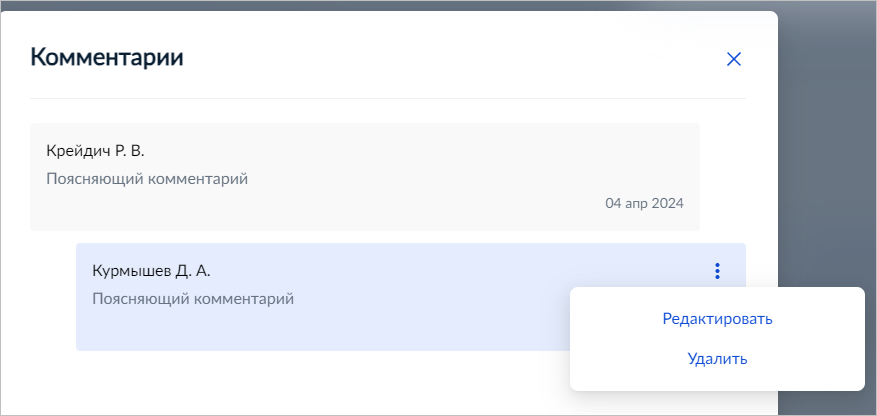 Комментарии
Крейдич Р. В.
Поясняющий комментарий
04 апр 2024
Курмышев Д. А.
Поясняющий комментарий
Редактировать
Удалить